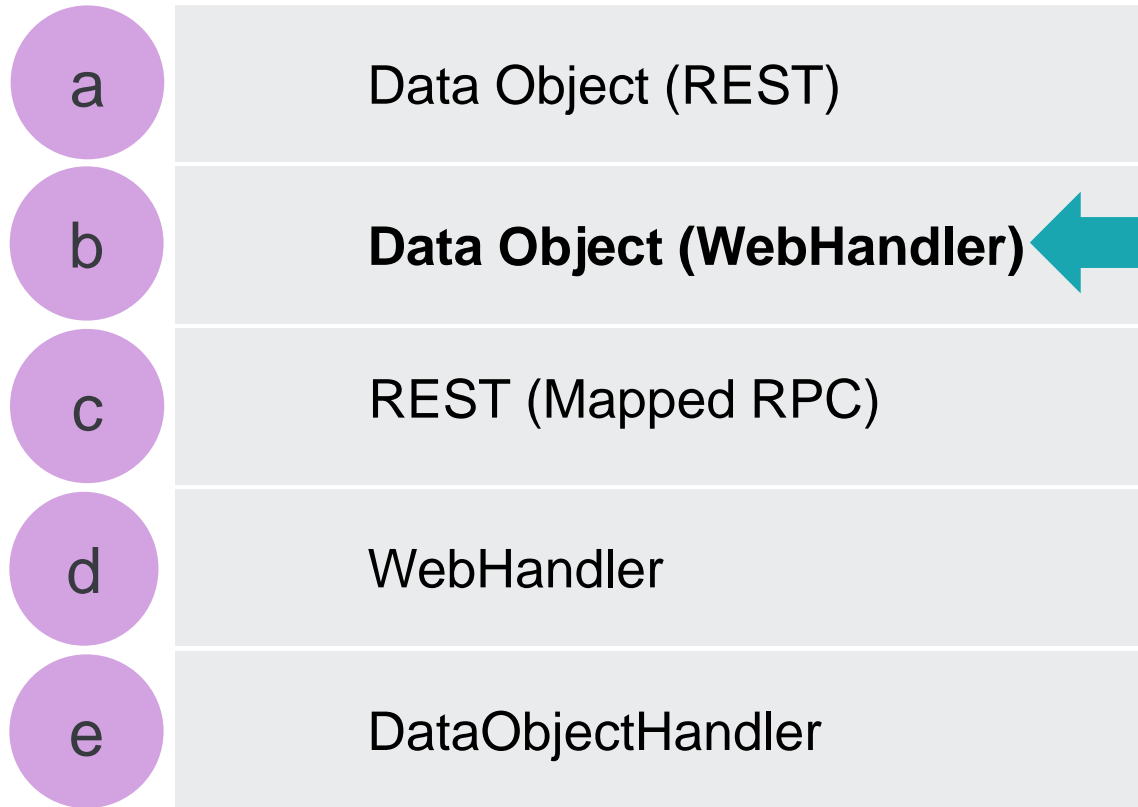 a Data Object (REST)
b Data Object (WebHandler)
c REST (Mapped RPC)
d WebHandler
e DataObjectHandler